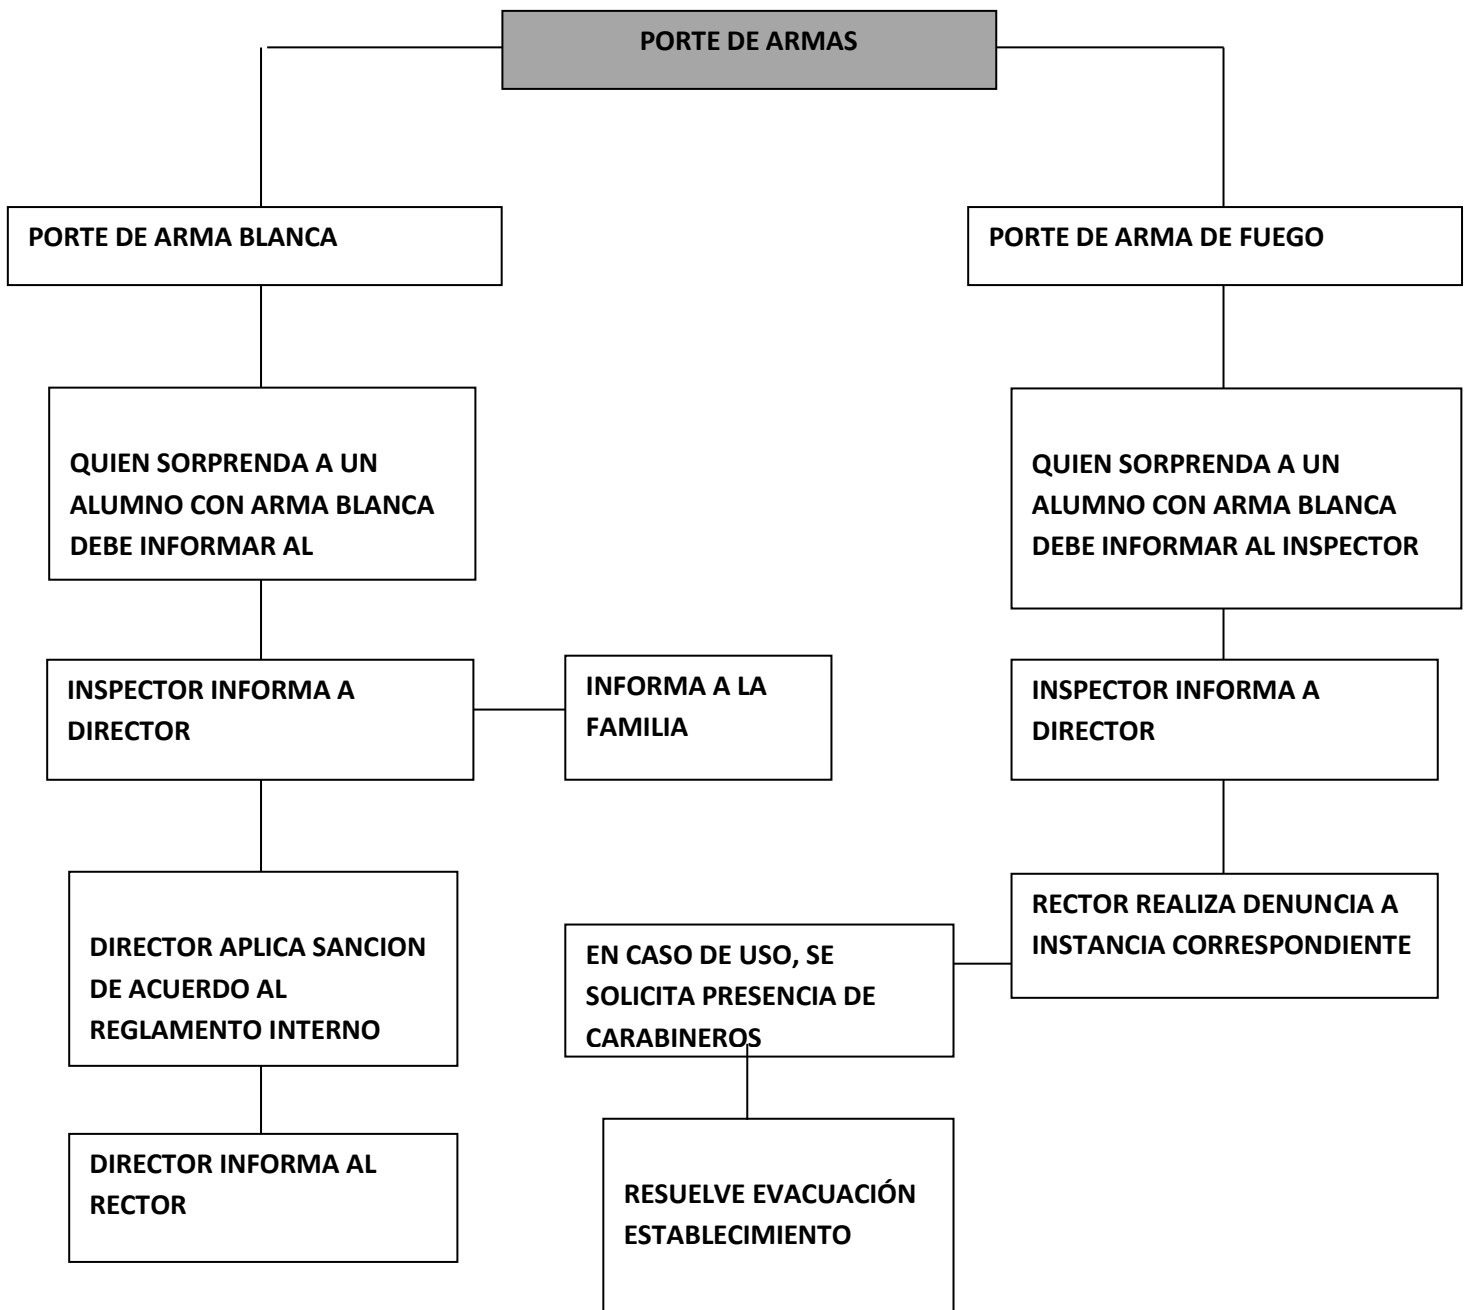 PORTE DE ARMAS
PORTE DE ARMA BLANCA
PORTE DE ARMA DE FUEGO
QUIEN SORPRENDA A UN
ALUMNO CON ARMA BLANCA
DEBE INFORMAR AL
QUIEN SORPRENDA A UN
ALUMNO CON ARMA BLANCA
DEBE INFORMAR AL INSPECTOR
INSPECTOR INFORMA A
DIRECTOR
INFORMA A LA
FAMILIA
INSPECTOR INFORMA A
DIRECTOR
DIRECTOR APLICA SANCION
DE ACUERDO AL
REGLAMENTO INTERNO
EN CASO DE USO, SE
SOLICITA PRESENCIA DE
CARABINEROS
RECTOR REALIZA DENUNCIA A
INSTANCIA CORRESPONDIENTE
DIRECTOR INFORMA AL
RECTOR
RESUELVE EVACUACIÓN
ESTABLECIMIENTO